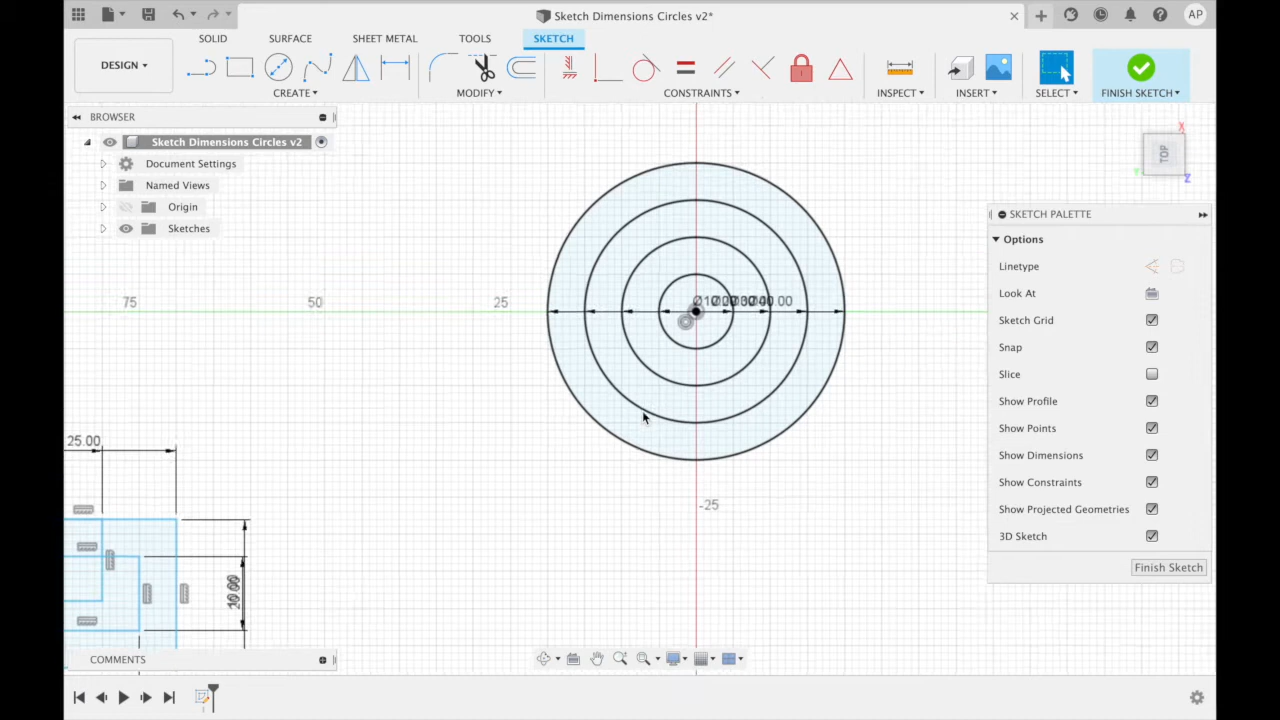 Sketch Dimensions Circles v2*
AP
DESIGN
SOLID
SURFACE
SHEET METAL
TOOLS
SKETCH
CREATE
MODIFY
CONSTRAINTS
INSPECT
INSERT
SELECT
FINISH SKETCH
BROWSER
Sketch Dimensions Circles v2
Document Settings
Named Views
Origin
Sketches
X
TOP
Y
Z
75
50
25
40.00
-25
25.00
SKETCH PALETTE
Options
Linetype
Look At
Sketch Grid
Snap
Slice
Show Profile
Show Points
Show Dimensions
Show Constraints
Show Projected Geometries
3D Sketch
Finish Sketch
COMMENTS